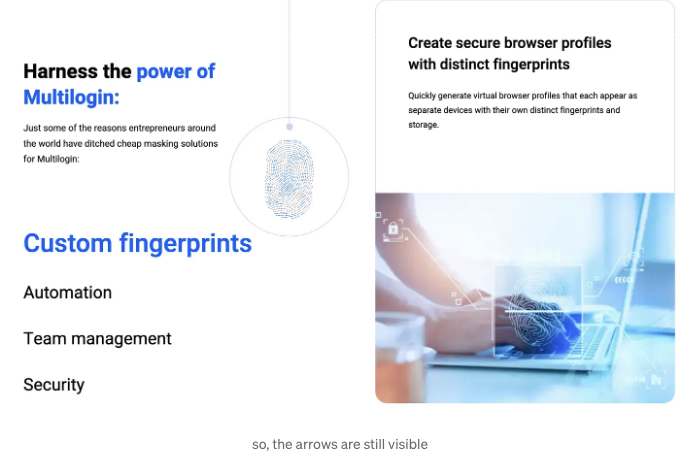 Harness the power of
Multilogin:
Just some of the reasons entrepreneurs around
the world have ditched cheap masking solutions
for Multilogin:
Custom fingerprints
Automation
Team management
Security
Create secure browser profiles
with distinct fingerprints
Quickly generate virtual browser profiles that each appear as
separate devices with their own distinct fingerprints and
storage.
so, the arrows are still visible